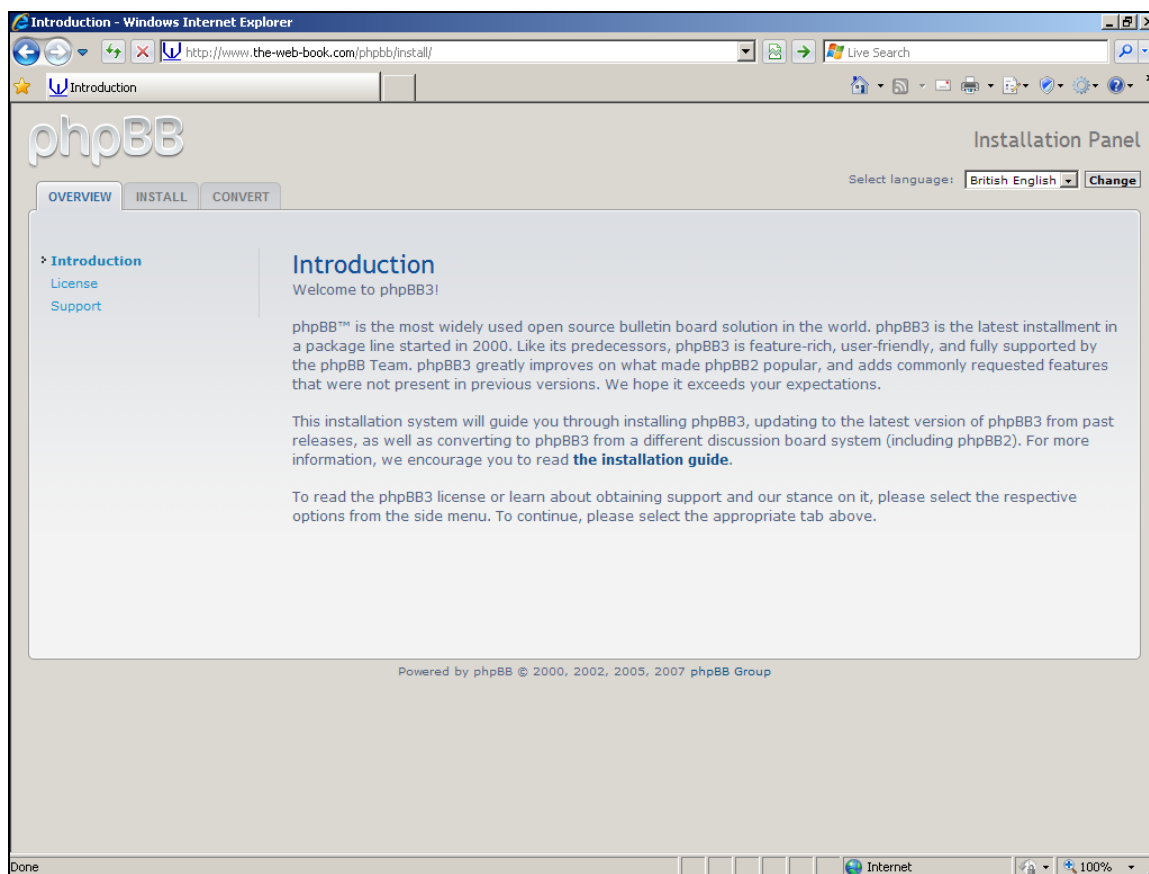 Introduction - Windows Internet Explorer
http://www.the-web-book.com/phpbb/install/
Live Search
Introduction
phpBB
Installation Panel
Select language: British English Change
OVERVIEW INSTALL CONVERT
Introduction
License
Support
Introduction
Welcome to phpBB3!
phpBB™ is the most widely used open source bulletin board solution in the world. phpBB3 is the latest installment in
a package line started in 2000. Like its predecessors, phpBB3 is feature-rich, user-friendly, and fully supported by
the phpBB Team. phpBB3 greatly improves on what made phpBB2 popular, and adds commonly requested features
that were not present in previous versions. We hope it exceeds your expectations.
This installation system will guide you through installing phpBB3, updating to the latest version of phpBB3 from past
releases, as well as converting to phpBB3 from a different discussion board system (including phpBB2). For more
information, we encourage you to read the installation guide.
To read the phpBB3 license or learn about obtaining support and our stance on it, please select the respective
options from the side menu. To continue, please select the appropriate tab above.
Powered by phpBB © 2000, 2002, 2005, 2007 phpBB Group
Done
Internet
100%